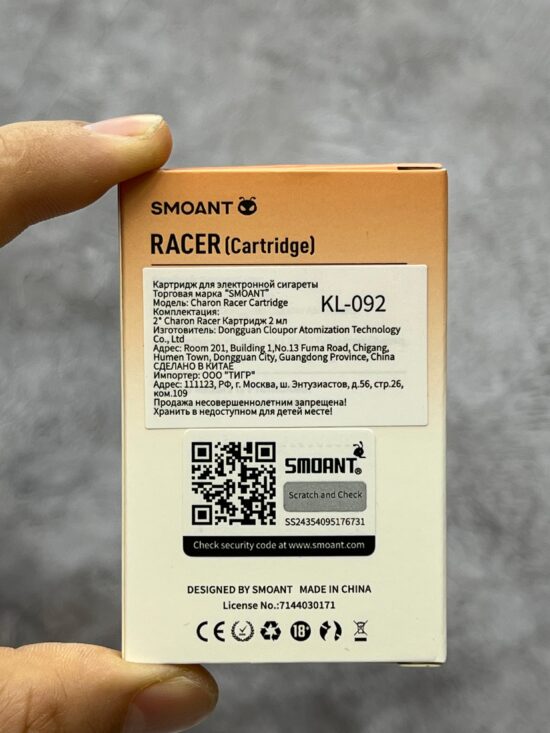 SMOANT
RACER (Cartridge)
Картридж для электронной сигареты
Торговая марка "SMOANT"
Модель: Charon Racer Cartridge
KL-092
Комплектация:
2* Charon Racer Картридж 2 мл
Изготовитель: Dongguan Cloupor Atomization Technology
Co., Ltd
Адрес: Room 201, Building 1,No.13 Fuma Road, Chigang,
Humen Town, Dongguan City, Guangdong Province, China
СДЕЛАНО В КИТАЕ
Импортер: ООО "ТИГР"
Адрес: 111123, РФ, г. Москва, ш. Энтузиастов, д.56, стр.26,
ком.109
Продажа несовершеннолетним запрещена!
Хранить в недоступном для детей месте!
SMOANT®
Scratch and Check
SS24354095176731
Check security code at www.smoant.com
DESIGNED BY SMOANT MADE IN CHINA
License No.:7144030171
CE 18+